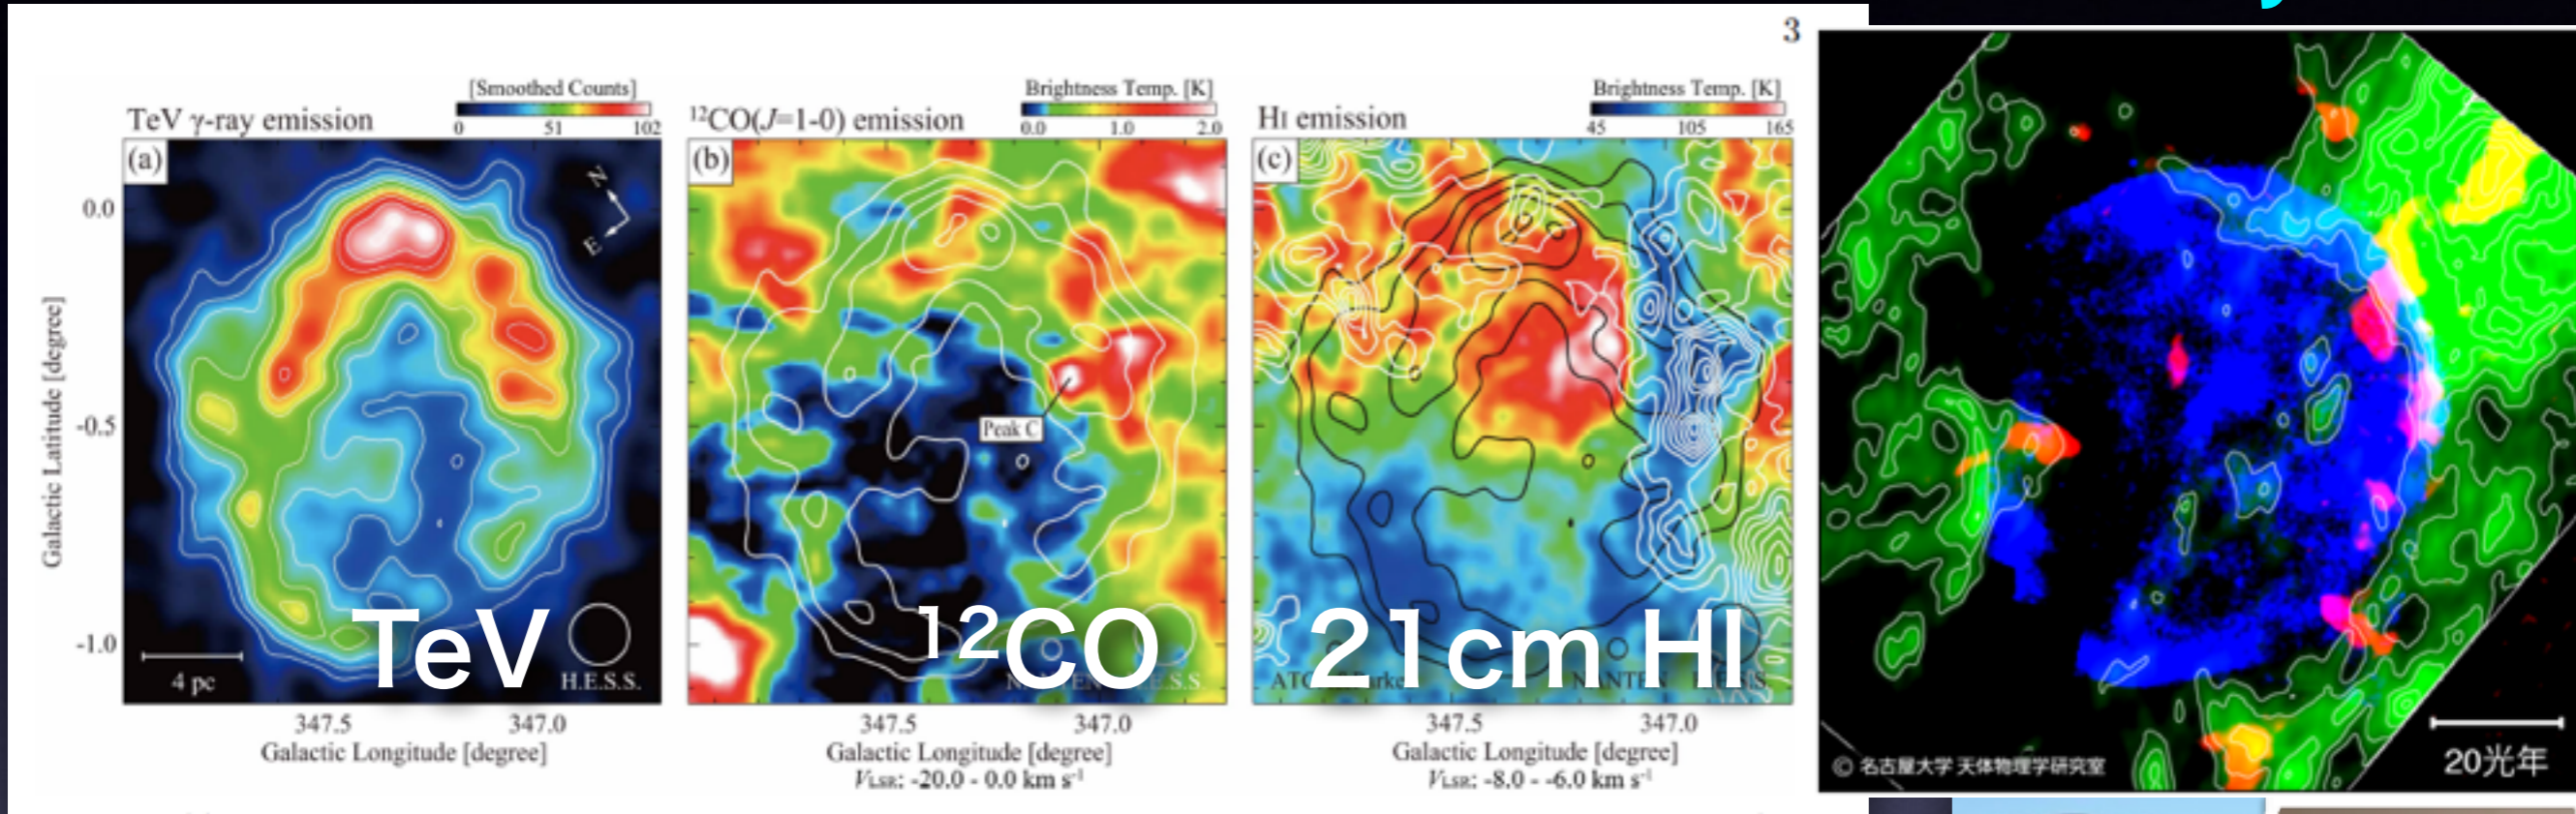 3
TeV γ-ray emission
[Smoothed Counts]
0 51 102
(a)
N
E
0.0
-0.5
-1.0
Galactic Latitude [degree]
4 pc
TeV
H.E.S.S.
347.5 347.0
Galactic Longitude [degree]
¹²CO(J=1-0) emission
Brightness Temp. [K]
0.0 1.0 2.0
(b)
Peak C
¹²CO
347.5 347.0
Galactic Longitude [degree]
VLSR: -20.0 - 0.0 km s⁻¹
HI emission
Brightness Temp. [K]
45 105 165
(c)
21cm HI
347.5 347.0
Galactic Longitude [degree]
VLSR: -8.0 - -6.0 km s⁻¹
20光年
© 名古屋大学 天体物理学研究室